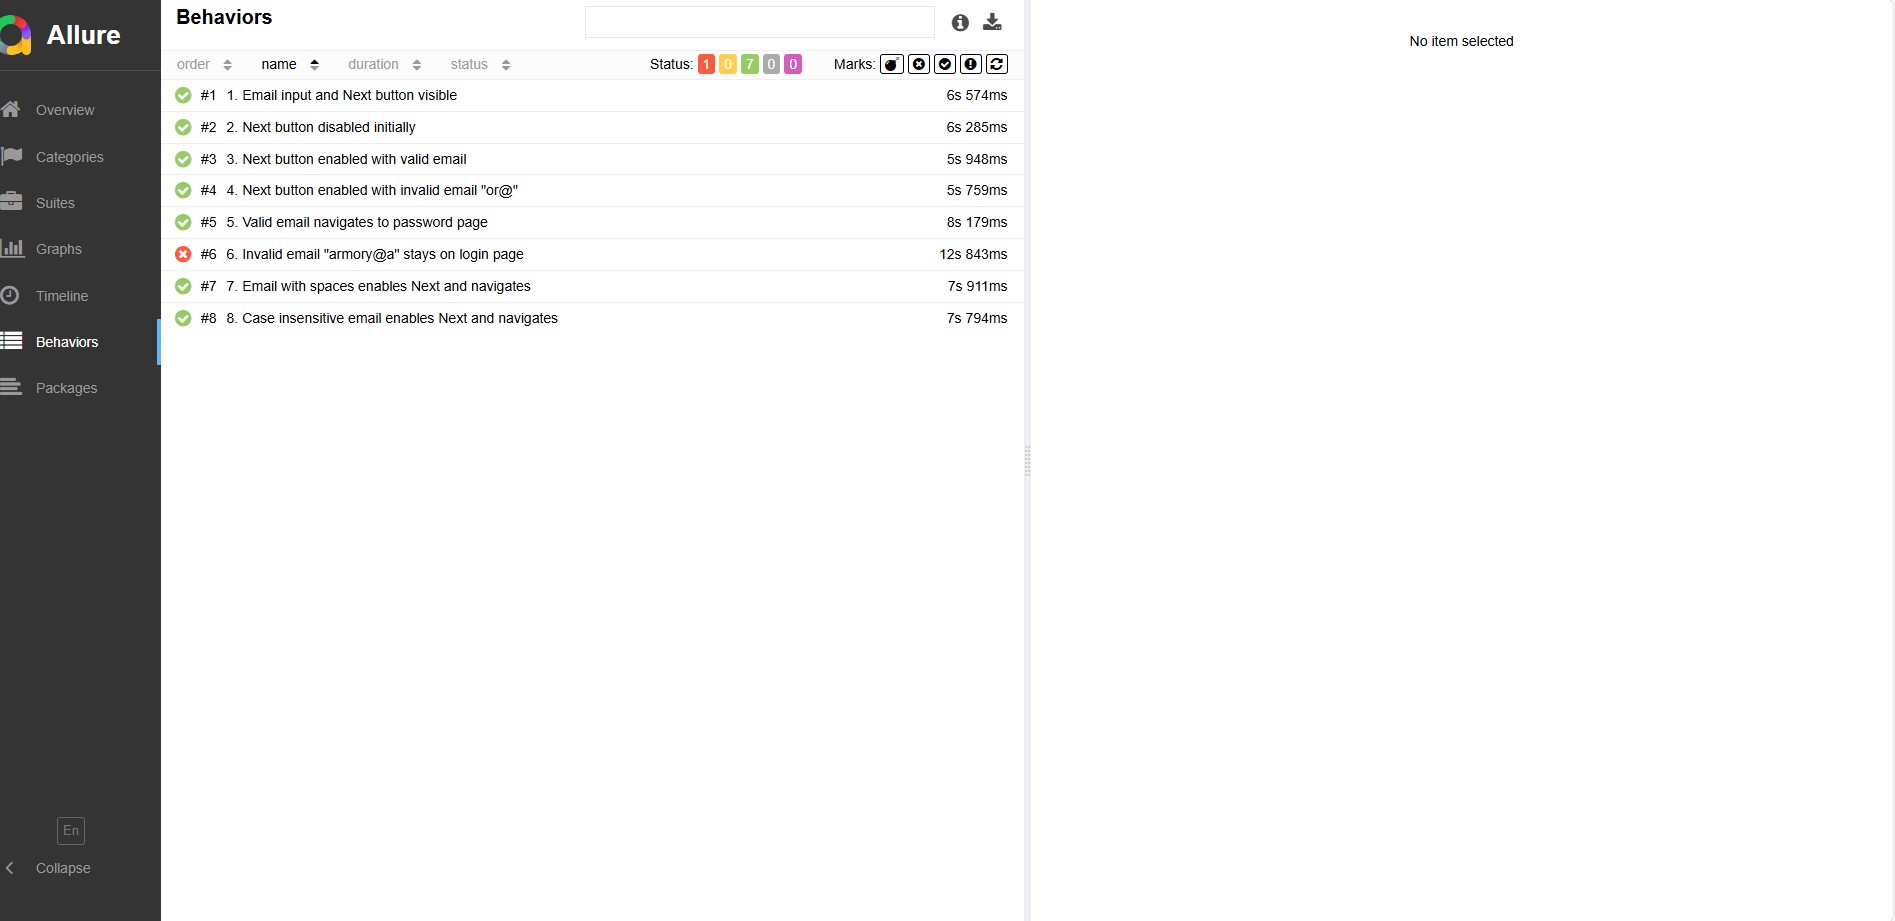 Allure
Overview
Categories
Suites
Graphs
Timeline
Behaviors
Packages
En
Collapse
Behaviors
order name duration status Status: 1 0 7 0 0 Marks:
#1 1. Email input and Next button visible 6s 574ms
#2 2. Next button disabled initially 6s 285ms
#3 3. Next button enabled with valid email 5s 948ms
#4 4. Next button enabled with invalid email "or@" 5s 759ms
#5 5. Valid email navigates to password page 8s 179ms
#6 6. Invalid email "armory@a" stays on login page 12s 843ms
#7 7. Email with spaces enables Next and navigates 7s 911ms
#8 8. Case insensitive email enables Next and navigates 7s 794ms
No item selected